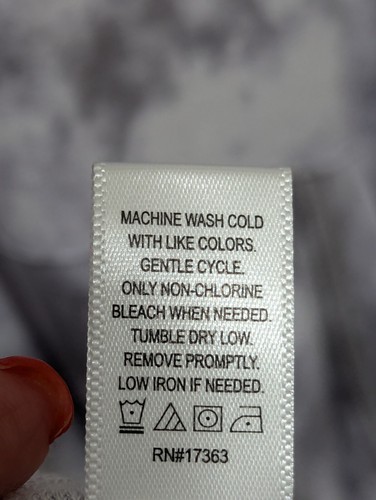 MACHINE WASH COLD
WITH LIKE COLORS.
GENTLE CYCLE.
ONLY NON-CHLORINE
BLEACH WHEN NEEDED.
TUMBLE DRY LOW.
REMOVE PROMPTLY.
LOW IRON IF NEEDED.
RN#17363